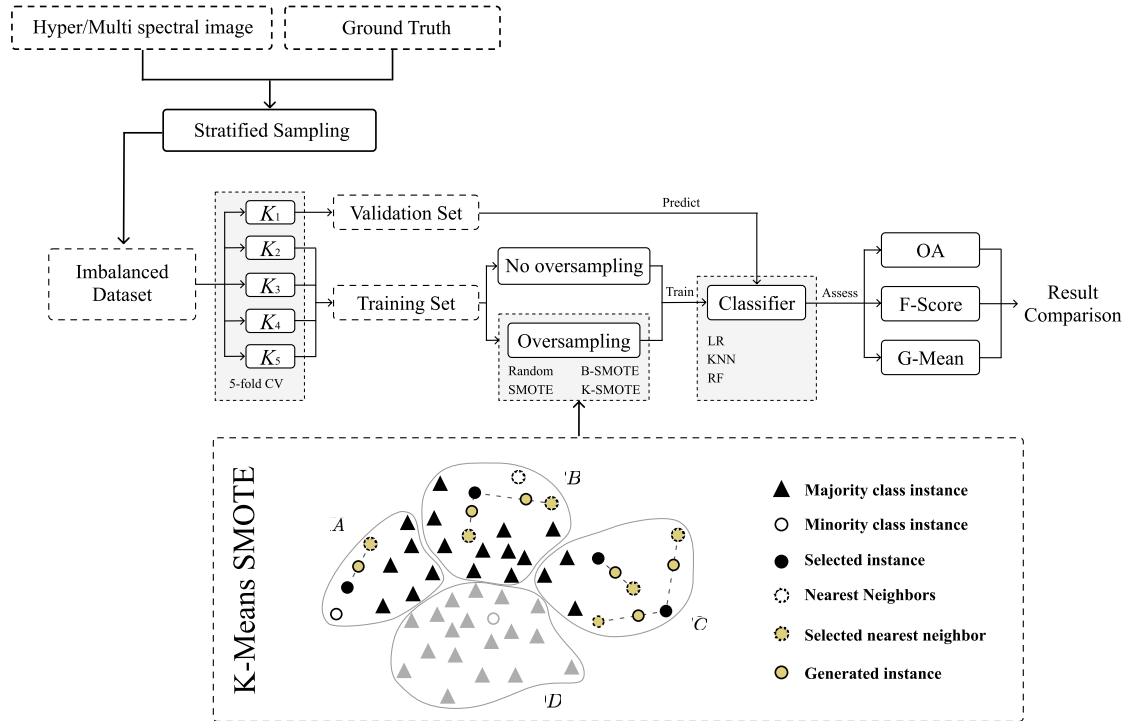 Hyper/Multi spectral image
Ground Truth
Stratified Sampling
Imbalanced
Dataset
K1
K2
K3
K4
K5
5-fold CV
Validation Set
Training Set
Predict
No oversampling
Oversampling
Random B-SMOTE
SMOTE K-SMOTE
Train
Classifier
LR
KNN
RF
Assess
OA
F-Score
G-Mean
Result
Comparison
K-Means SMOTE
A
B
C
D
Majority class instance
Minority class instance
Selected instance
Nearest Neighbors
Selected nearest neighbor
Generated instance